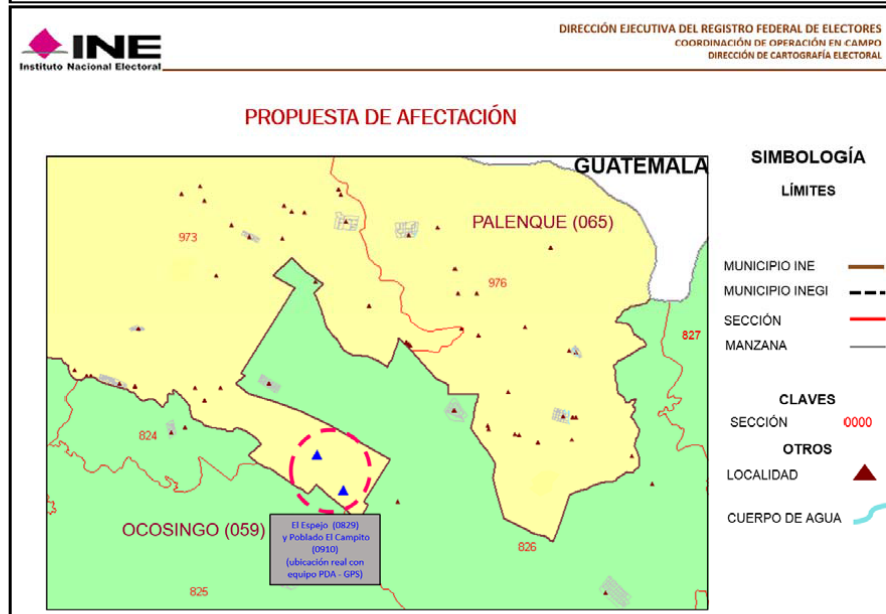 INE
Instituto Nacional Electoral
DIRECCIÓN EJECUTIVA DEL REGISTRO FEDERAL DE ELECTORES
COORDINACIÓN DE OPERACIÓN EN CAMPO
DIRECCIÓN DE CARTOGRAFÍA ELECTORAL
PROPUESTA DE AFECTACIÓN
GUATEMALA
PALENQUE (065)
973
976
827
824
OCOSINGO (059)
El Espejo (0829)
y Poblado El Campito
(0910)
(ubicación real con
equipo PDA - GPS)
826
825
SIMBOLOGÍA
LÍMITES
MUNICIPIO INE
MUNICIPIO INEGI
SECCIÓN
MANZANA
CLAVES
SECCIÓN 0000
OTROS
LOCALIDAD
CUERPO DE AGUA